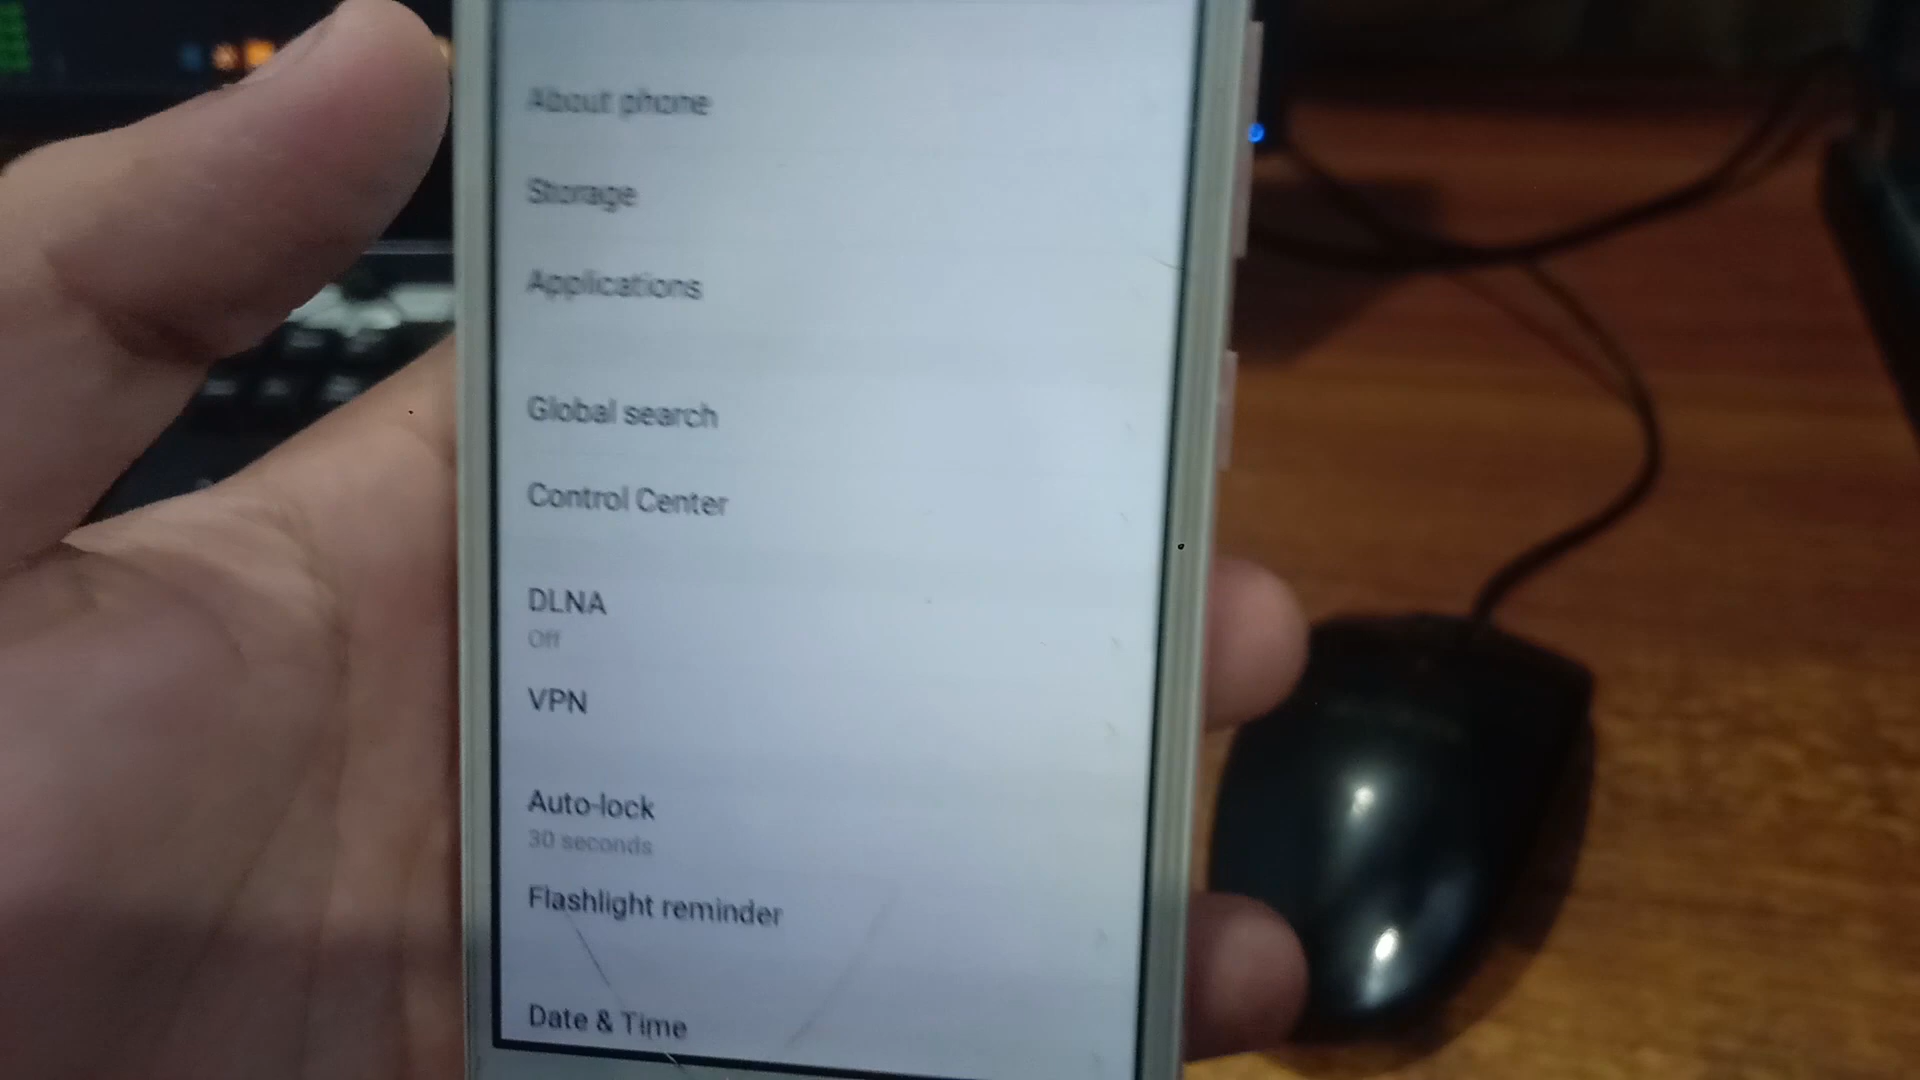 About phone
Storage
Applications
Global search
Control Center
DLNA
Off
VPN
Auto-lock
30 seconds
Flashlight reminder
Date & Time